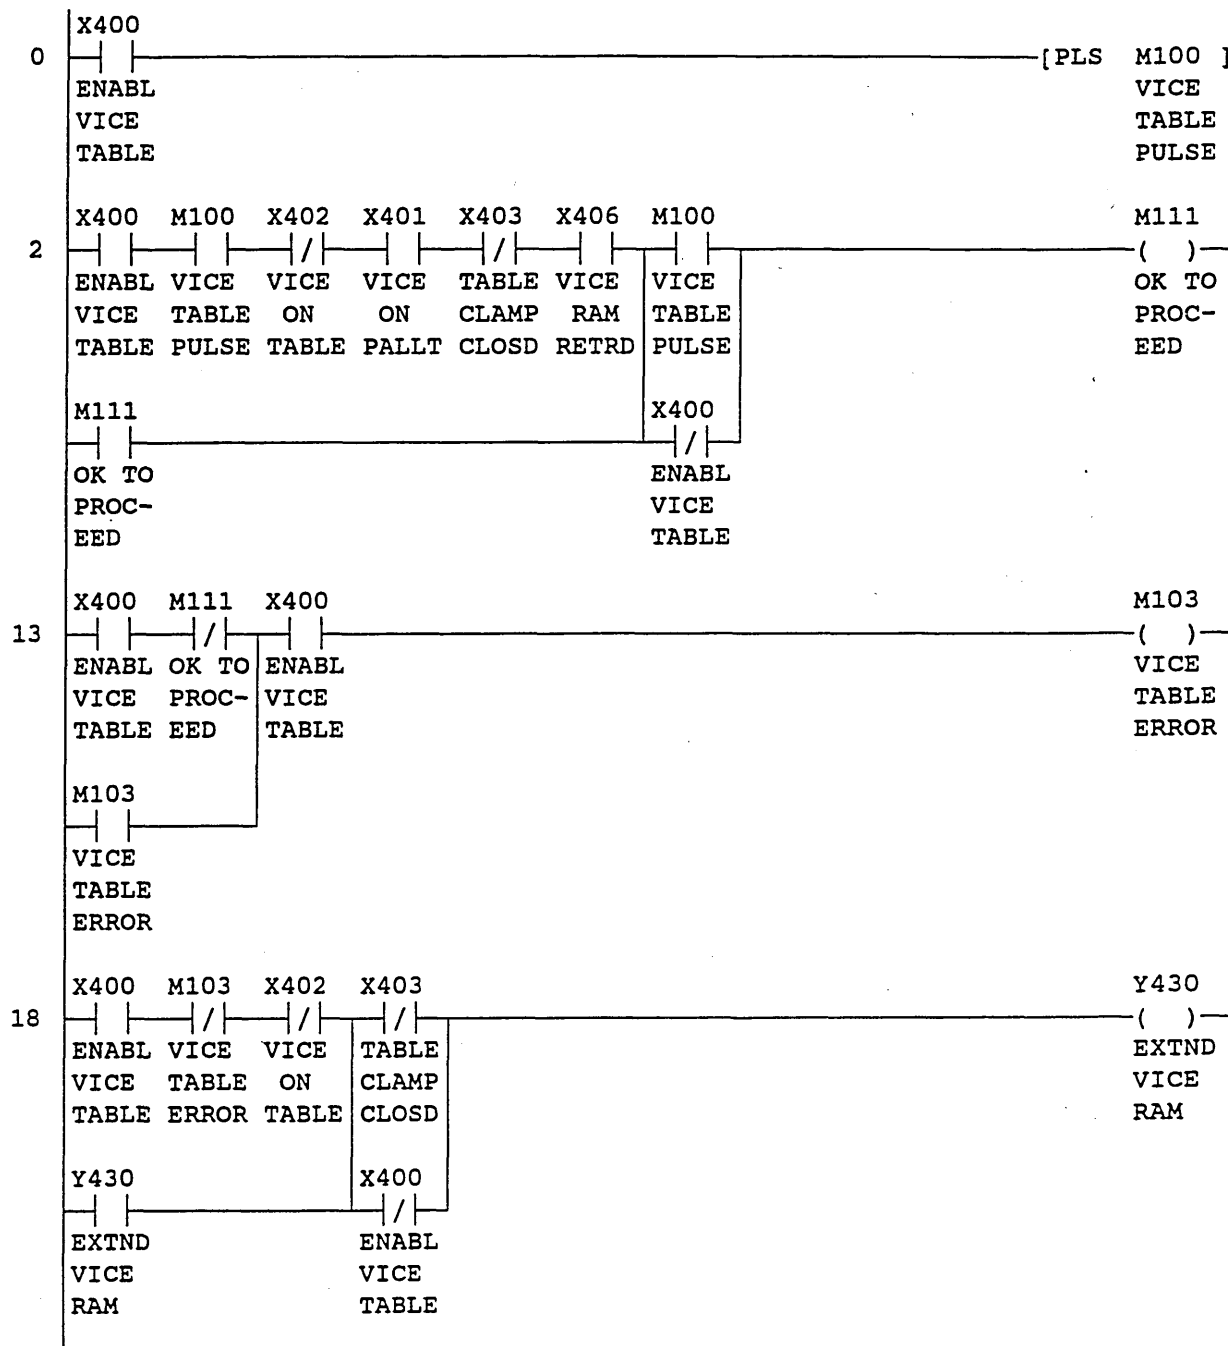 X400
0 [PLS M100 ]
ENABL VICE
VICE TABLE
TABLE PULSE
X400 M100 X402 X401 X403 X406 M100 M111
2 / / ( )
ENABL VICE VICE VICE TABLE VICE VICE OK TO
VICE TABLE ON ON CLAMP RAM TABLE PROC-
TABLE PULSE TABLE PALLT CLOSD RETRD PULSE EED
M111 X400
/
OK TO ENABL
PROC- VICE
EED TABLE
X400 M111 X400 M103
13 / ( )
ENABL OK TO ENABL VICE
VICE PROC- VICE TABLE
TABLE EED TABLE ERROR
M103
VICE
TABLE
ERROR
X400 M103 X402 X403 Y430
18 / / / ( )
ENABL VICE VICE TABLE EXTND
VICE TABLE ON CLAMP VICE
TABLE ERROR TABLE CLOSD RAM
Y430 X400
/
EXTND ENABL
VICE VICE
RAM TABLE